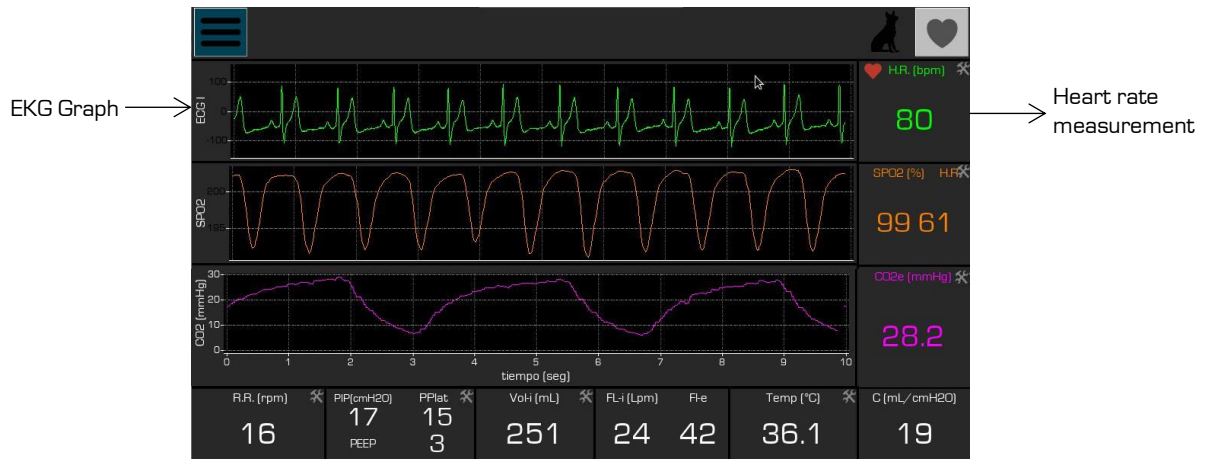 EKG Graph
Heart rate
measurement
ECG I
100
0
-100
H.R. (bpm)
80
SPO2
200
195
SPO2 (%) H.R
99 61
CO2 (mmHg)
30
20
10
0
0 1 2 3 4 5 6 7 8 9 10
tiempo (seg)
CO2e (mmHg)
28.2
R.R. (rpm)
16
PIP(cmH2O) PPlat
17 15
PEEP 3
Vol-i (mL)
251
FL-i (Lpm) Fl-e
24 42
Temp (°C)
36.1
C (mL/cmH2O)
19